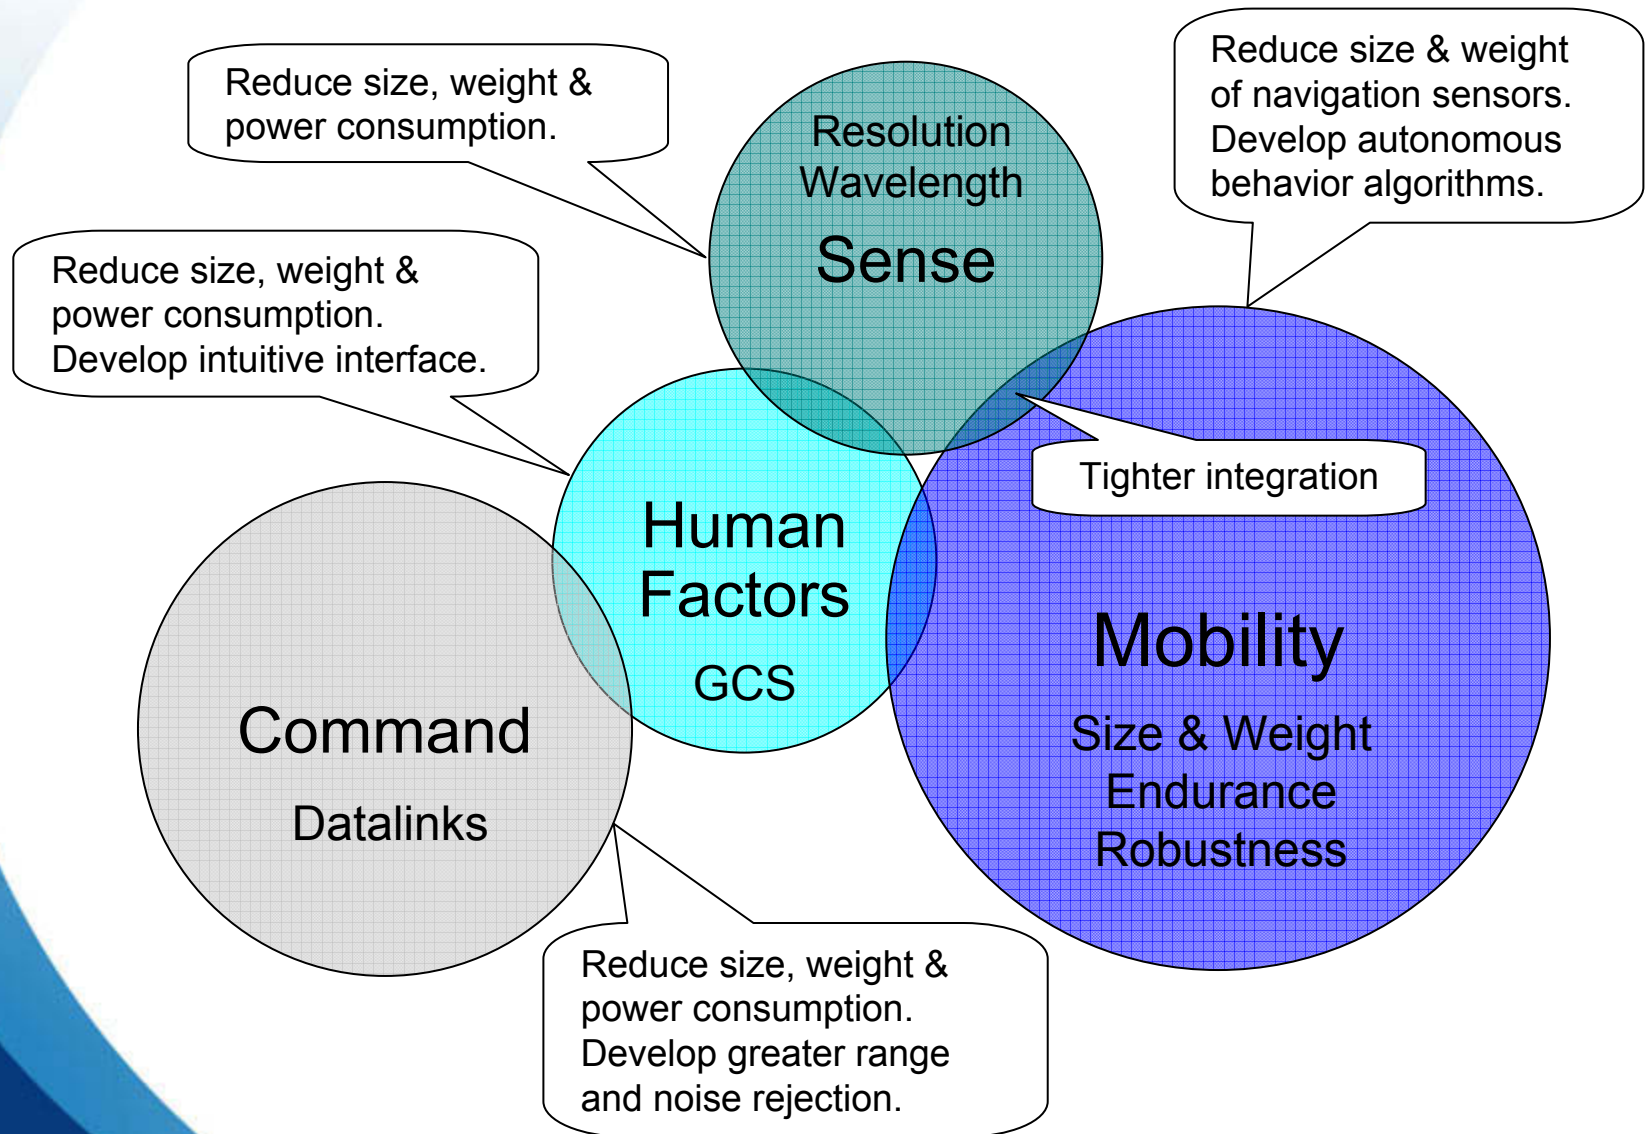 Reduce size, weight &
power consumption.
Resolution
Wavelength
Sense
Reduce size & weight
of navigation sensors.
Develop autonomous
behavior algorithms.
Reduce size, weight &
power consumption.
Develop intuitive interface.
Tighter integration
Human
Factors
GCS
Mobility
Size & Weight
Endurance
Robustness
Command
Datalinks
Reduce size, weight &
power consumption.
Develop greater range
and noise rejection.